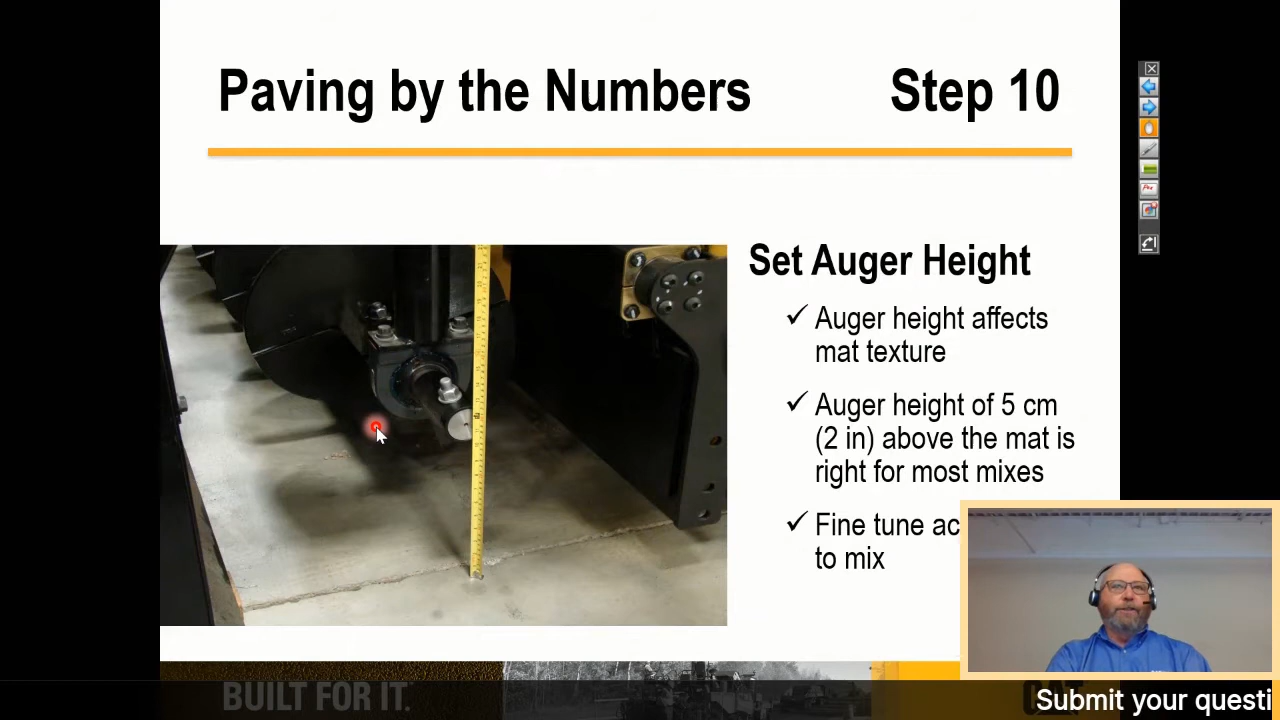 Paving by the Numbers Step 10
Set Auger Height
✓ Auger height affects
mat texture
✓ Auger height of 5 cm
(2 in) above the mat is
right for most mixes
✓ Fine tune ac
to mix
BUILT FOR IT.
Submit your questi